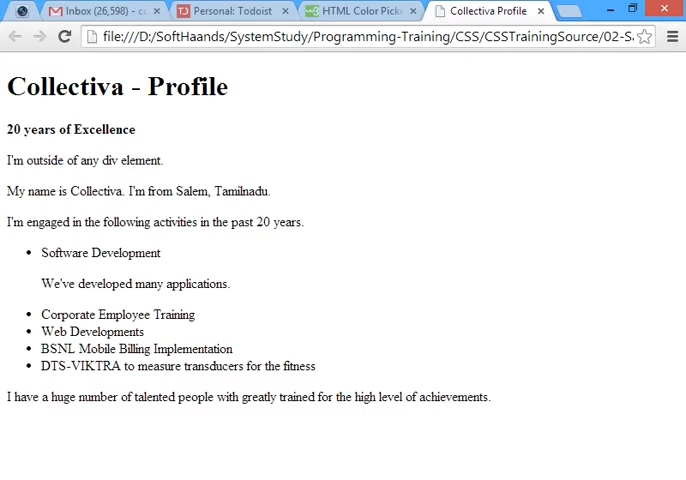 Inbox (26,598) - c
Personal: Todoist
HTML Color Pick
Collectiva Profile
file:///D:/SoftHaands/SystemStudy/Programming-Training/CSS/CSSTrainingSource/02-S
Collectiva - Profile
20 years of Excellence
I'm outside of any div element.
My name is Collectiva. I'm from Salem, Tamilnadu.
I'm engaged in the following activities in the past 20 years.
• Software Development
We've developed many applications.
• Corporate Employee Training
• Web Developments
• BSNL Mobile Billing Implementation
• DTS-VIKTRA to measure transducers for the fitness
I have a huge number of talented people with greatly trained for the high level of achievements.